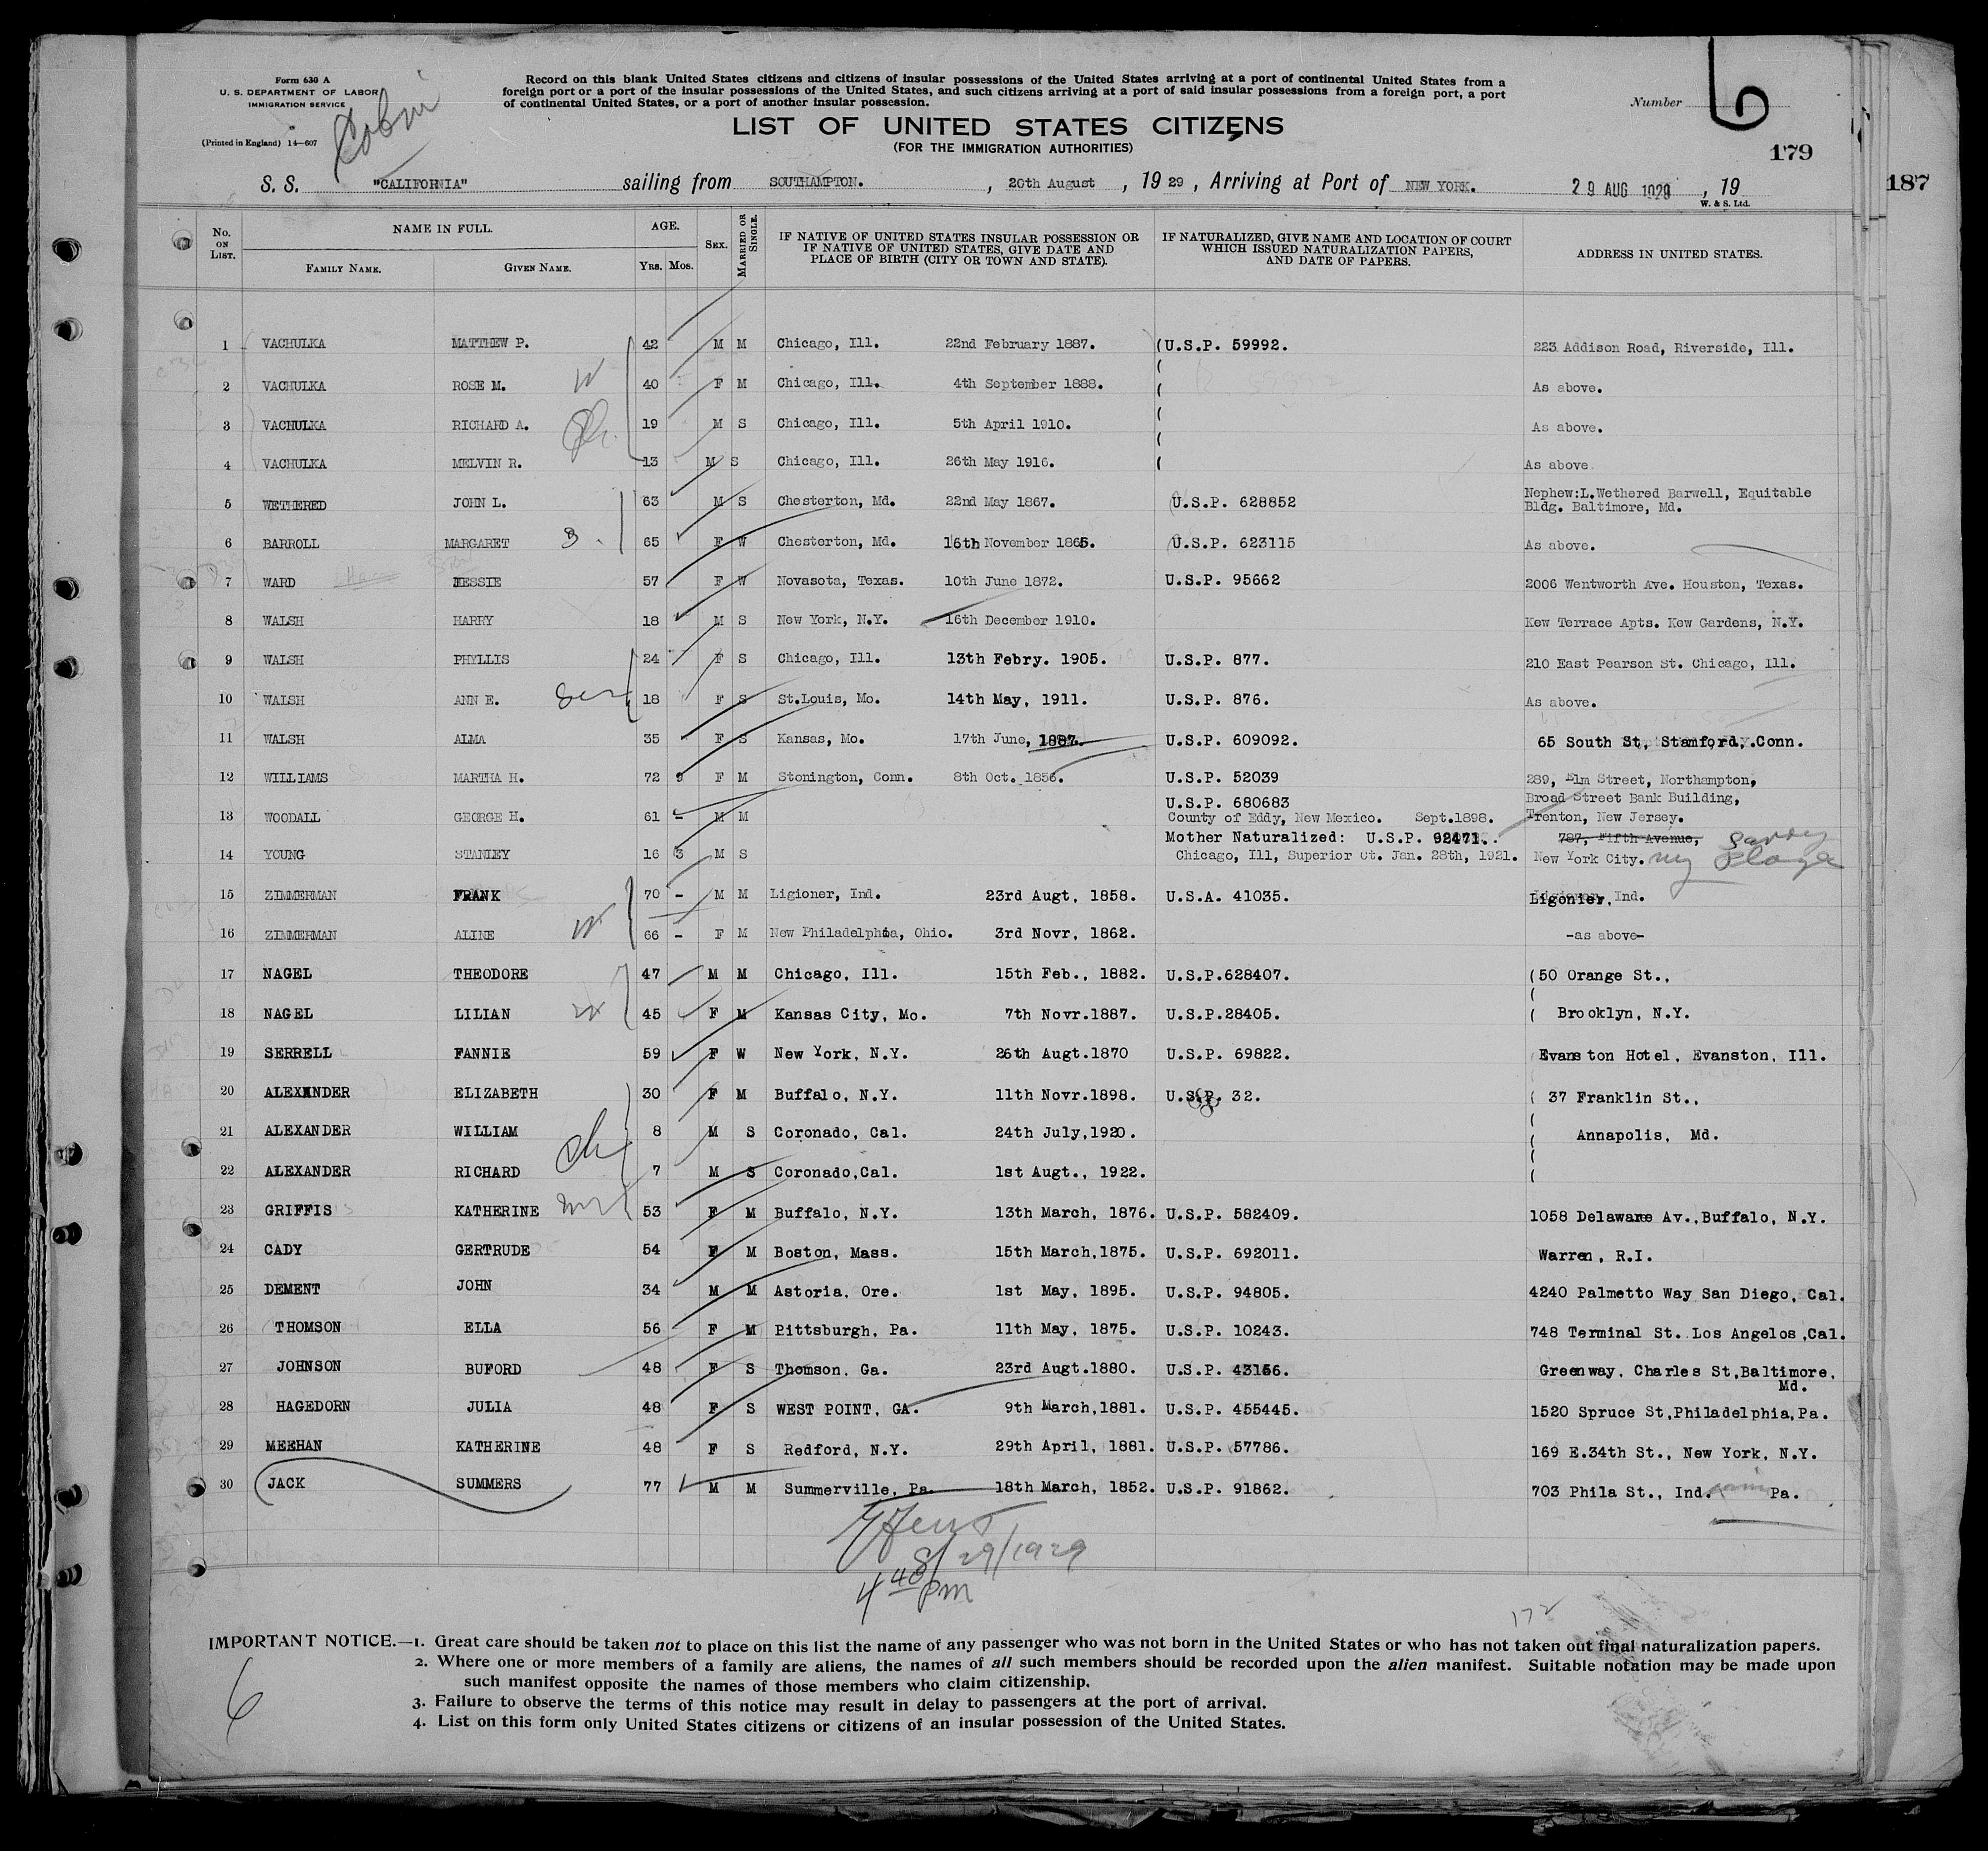 Form 630 A
U. S. DEPARTMENT OF LABOR
IMMIGRATION SERVICE
(Printed in England) 14—607
Record on this blank United States citizens and citizens of insular possessions of the United States arriving at a port of continental United States from a
foreign port or a port of the insular possessions of the United States, and such citizens arriving at a port of said insular possessions from a foreign port, a port
of continental United States, or a port of another insular possession.
Number 6
LIST OF UNITED STATES CITIZENS
(FOR THE IMMIGRATION AUTHORITIES)
179
187
S. S. "CALIFORNIA" sailing from SOUTHAMPTON. , 20th August , 19 29 , Arriving at Port of NEW YORK. 29 AUG 1929 , 19
W. & S. Ltd.
No. ON LIST. NAME IN FULL. FAMILY NAME. GIVEN NAME. AGE. Yrs. Mos. SEX. MARRIED OR SINGLE. IF NATIVE OF UNITED STATES INSULAR POSSESSION OR IF NATIVE OF UNITED STATES, GIVE DATE AND PLACE OF BIRTH (CITY OR TOWN AND STATE). IF NATURALIZED, GIVE NAME AND LOCATION OF COURT WHICH ISSUED NATURALIZATION PAPERS, AND DATE OF PAPERS. ADDRESS IN UNITED STATES.
1 VACHULKA MATTHEW P. 42 M M Chicago, Ill. 22nd February 1887. (U.S.P. 59992. 223 Addison Road, Riverside, Ill.
2 VACHULKA ROSE M. W 40 F M Chicago, Ill. 4th September 1888. ( As above.
3 VACHULKA RICHARD A. Ch. 19 M S Chicago, Ill. 5th April 1910. ( As above.
4 VACHULKA MELVIN R. 13 M S Chicago, Ill. 26th May 1916. ( As above.
5 WETHERED JOHN L. 63 M S Chesterton, Md. 22nd May 1867. (U.S.P. 628852 Nephew:L.Wethered Barwell, Equitable
Bldg. Baltimore, Md.
6 BARROLL MARGARET 65 F W Chesterton, Md. 16th November 1865. U.S.P. 623115 As above.
7 WARD JESSIE 57 F W Novasota, Texas. 10th June 1872. U.S.P. 95662 2006 Wentworth Ave. Houston, Texas.
8 WALSH HARRY 18 M S New York, N.Y. 16th December 1910. Kew Terrace Apts. Kew Gardens, N.Y.
9 WALSH PHYLLIS 24 F S Chicago, Ill. 13th Febry. 1905. U.S.P. 877. 210 East Pearson St. Chicago, Ill.
10 WALSH ANN E. 18 F S St.Louis, Mo. 14th May, 1911. U.S.P. 876. As above.
11 WALSH ALMA 35 F S Kansas, Mo. 17th June, 1887. U.S.P. 609092. 65 South St, Stamford,.Conn.
12 WILLIAMS MARTHA H. 72 9 F M Stonington, Conn. 8th Oct. 1856. U.S.P. 52039 289, Elm Street, Northampton,
13 WOODALL GEORGE H. 61 - M M U.S.P. 680683 Broad Street Bank Building,
County of Eddy, New Mexico. Sept.1898. Trenton, New Jersey.
14 YOUNG STANLEY 16 3 M S Mother Naturalized: U.S.P. 92471. 787, Fifth Avenue, Savoy
Chicago, Ill, Superior Ct. Jan. 28th, 1921. New York City. ny Plaza
15 ZIMMERMAN FRANK 70 - M M Ligioner, Ind. 23rd Augt, 1858. U.S.A. 41035. Ligonier, Ind.
16 ZIMMERMAN ALINE W 66 - F M New Philadelphia, Ohio. 3rd Novr, 1862. -as above-
17 NAGEL THEODORE 47 M M Chicago, Ill. 15th Feb., 1882. U.S.P.628407. (50 Orange St.,
18 NAGEL LILIAN W 45 F M Kansas City, Mo. 7th Novr.1887. U.S.P.28405. ( Brooklyn, N.Y.
19 SERRELL FANNIE 59 F W New York, N.Y. 26th Augt.1870 U.S.P. 69822. Evanston Hotel, Evanston, Ill.
20 ALEXANDER ELIZABETH 30 F M Buffalo, N.Y. 11th Novr.1898. U.S.P. 32. ( 37 Franklin St.,
21 ALEXANDER WILLIAM ch 8 M S Coronado, Cal. 24th July,1920. ( Annapolis, Md.
22 ALEXANDER RICHARD 7 M S Coronado,Cal. 1st Augt., 1922. (
23 GRIFFIS KATHERINE 53 F M Buffalo, N.Y. 13th March, 1876. U.S.P. 582409. 1058 Delaware Av.,Buffalo, N.Y.
24 CADY GERTRUDE 54 F M Boston, Mass. 15th March,1875. U.S.P. 692011. Warren, R.I.
25 DEMENT JOHN 34 M M Astoria, Ore. 1st May, 1895. U.S.P. 94805. 4240 Palmetto Way San Diego, Cal.
26 THOMSON ELLA 56 F M Pittsburgh, Pa. 11th May, 1875. U.S.P. 10243. 748 Terminal St. Los Angelos,Cal.
27 JOHNSON BUFORD 48 F S Thomson, Ga. 23rd Augt.1880. U.S.P. 43156. Greenway, Charles St,Baltimore,
Md.
28 HAGEDORN JULIA 48 F S WEST POINT, GA. 9th March,1881. U.S.P. 455445. 1520 Spruce St,Philadelphia,Pa.
29 MEEHAN KATHERINE 48 F S Redford, N.Y. 29th April, 1881. U.S.P. 57786. 169 E.34th St., New York, N.Y.
30 JACK SUMMERS 77 M M Summerville, Pa. 18th March, 1852. U.S.P. 91862. 703 Phila St., Ind. Pa.
8/29/1929
4 40 pm
172
IMPORTANT NOTICE.—1. Great care should be taken not to place on this list the name of any passenger who was not born in the United States or who has not taken out final naturalization papers.
2. Where one or more members of a family are aliens, the names of all such members should be recorded upon the alien manifest. Suitable notation may be made upon
such manifest opposite the names of those members who claim citizenship.
3. Failure to observe the terms of this notice may result in delay to passengers at the port of arrival.
4. List on this form only United States citizens or citizens of an insular possession of the United States.
6